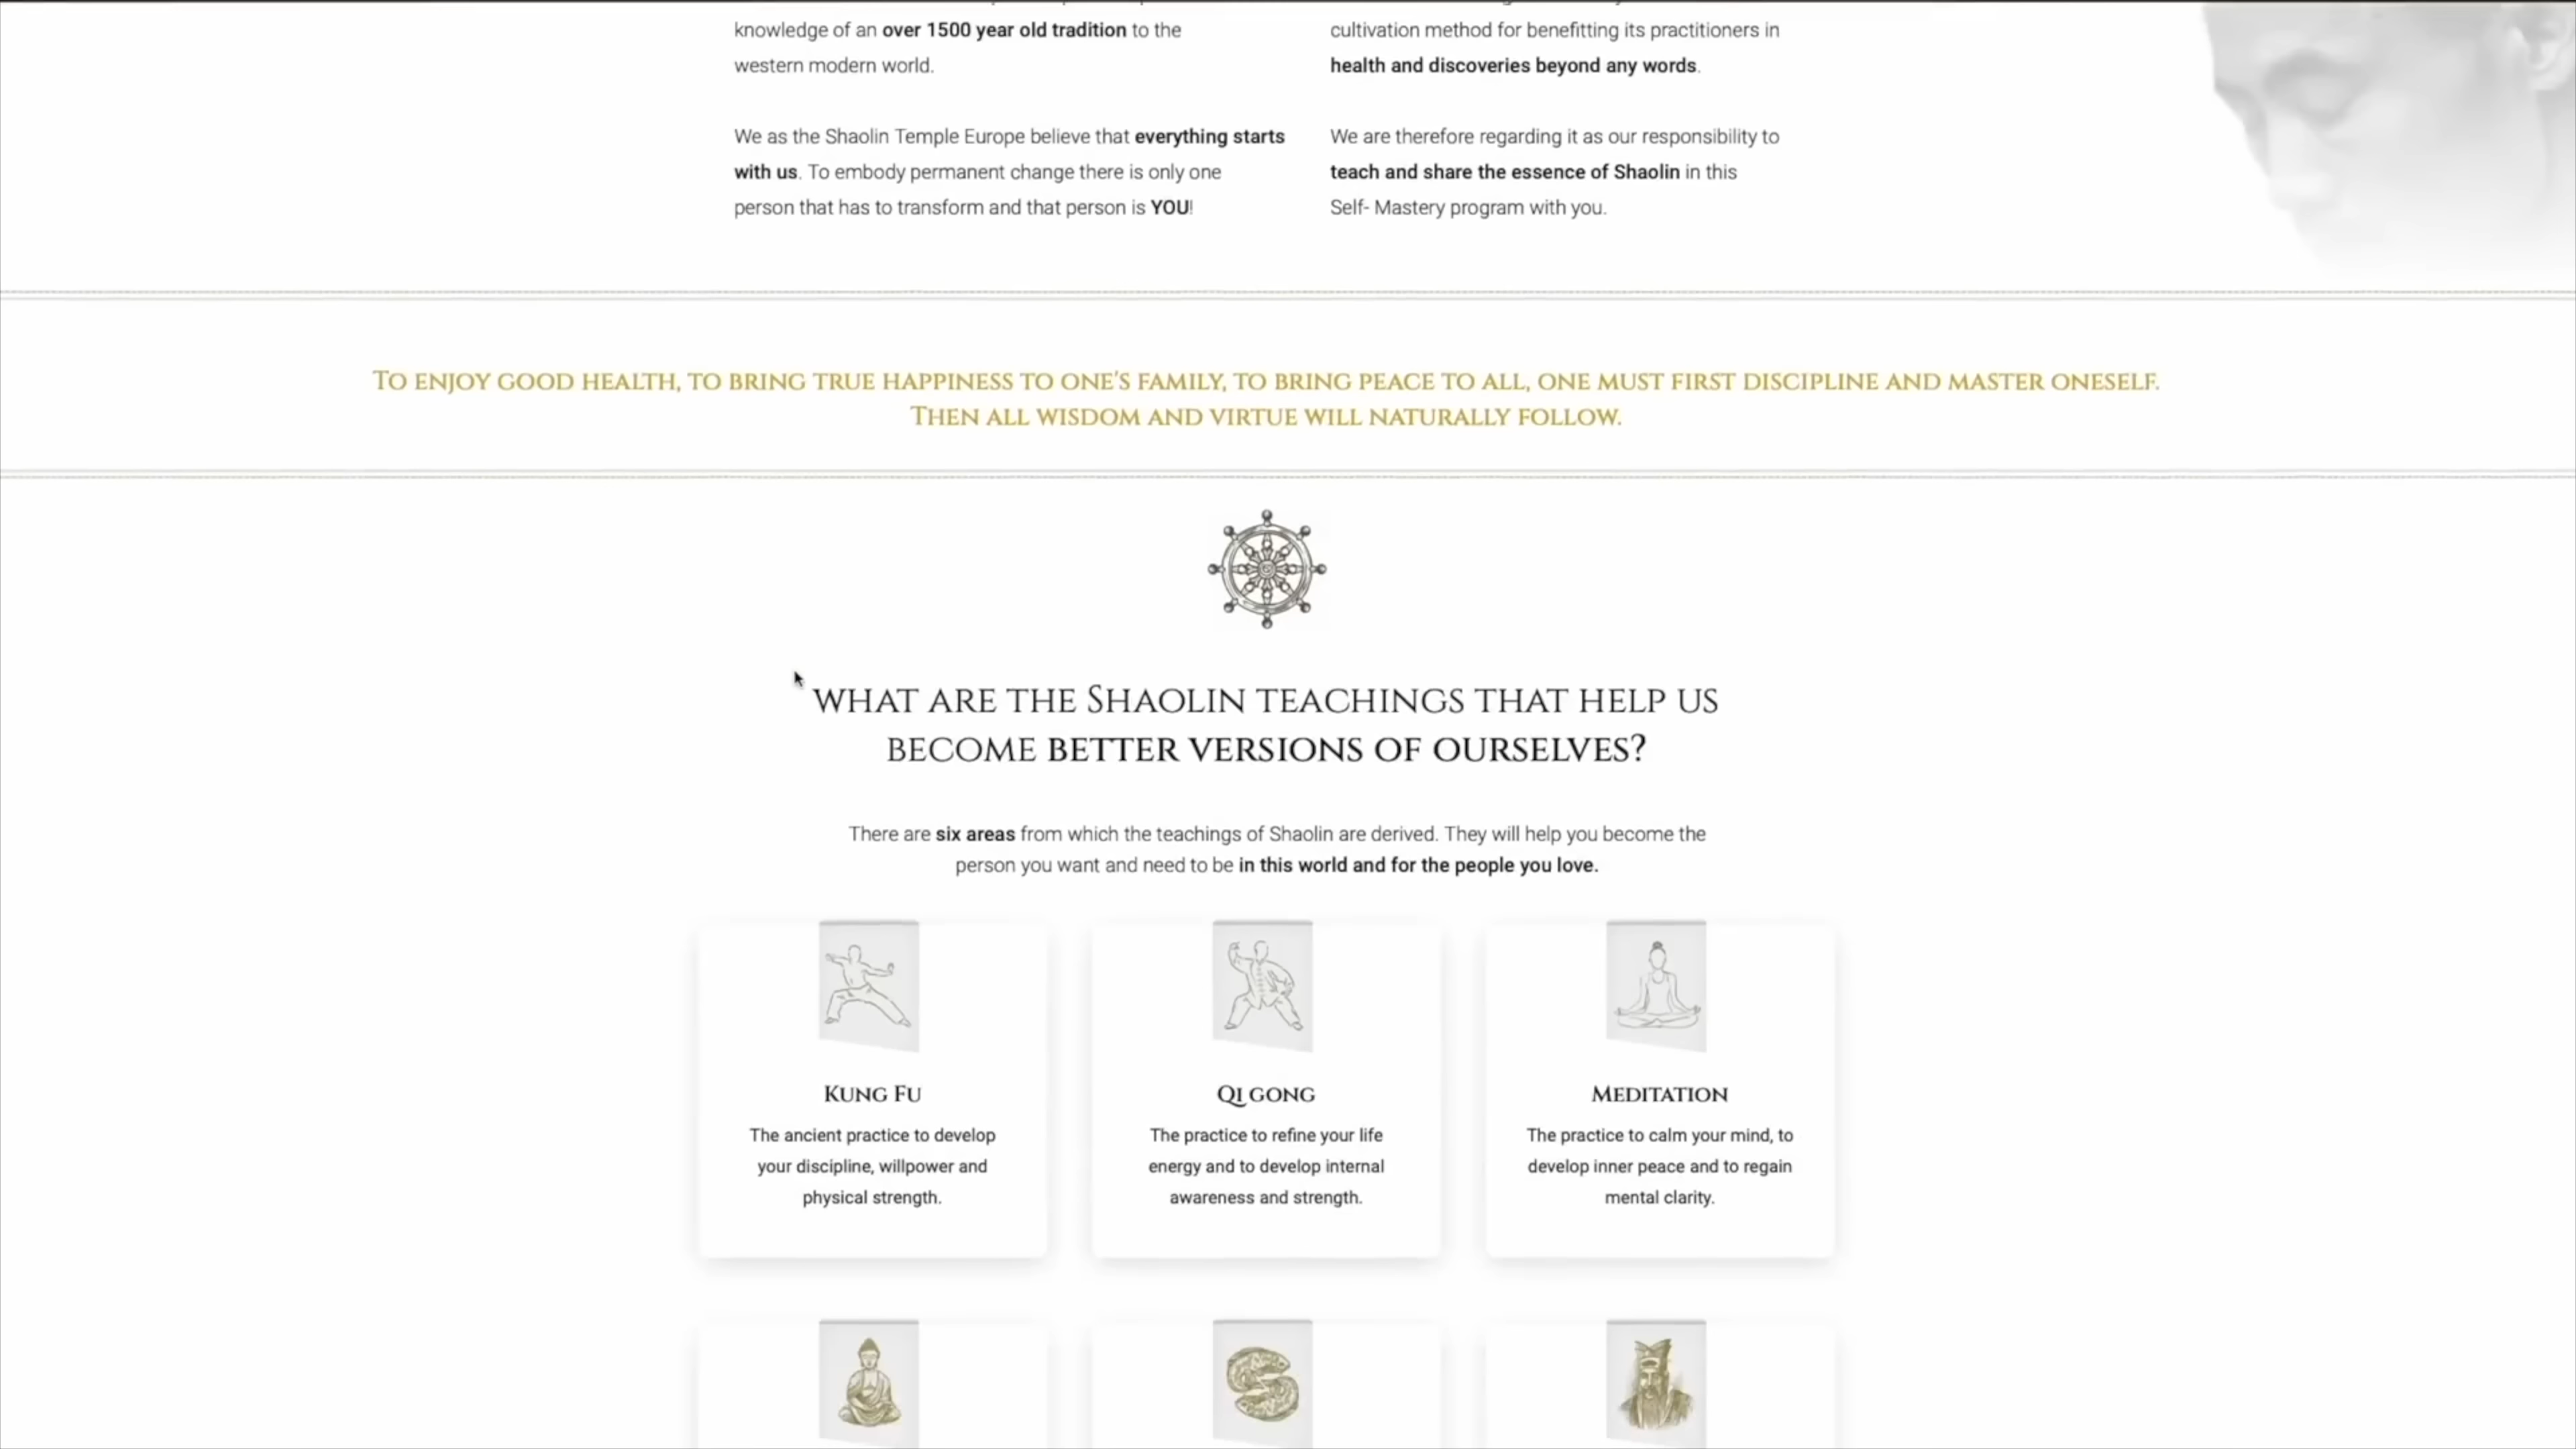 knowledge of an over 1500 year old tradition to the
western modern world.
We as the Shaolin Temple Europe believe that everything starts
with us. To embody permanent change there is only one
person that has to transform and that person is YOU!
cultivation method for benefitting its practitioners in
health and discoveries beyond any words.
We are therefore regarding it as our responsibility to
teach and share the essence of Shaolin in this
Self- Mastery program with you.
To enjoy good health, to bring true happiness to one's family, to bring peace to all, one must first discipline and master oneself.
Then all wisdom and virtue will naturally follow.
what are the Shaolin teachings that help us
become better versions of ourselves?
There are six areas from which the teachings of Shaolin are derived. They will help you become the
person you want and need to be in this world and for the people you love.
Kung Fu
The ancient practice to develop
your discipline, willpower and
physical strength.
Qi gong
The practice to refine your life
energy and to develop internal
awareness and strength.
Meditation
The practice to calm your mind, to
develop inner peace and to regain
mental clarity.